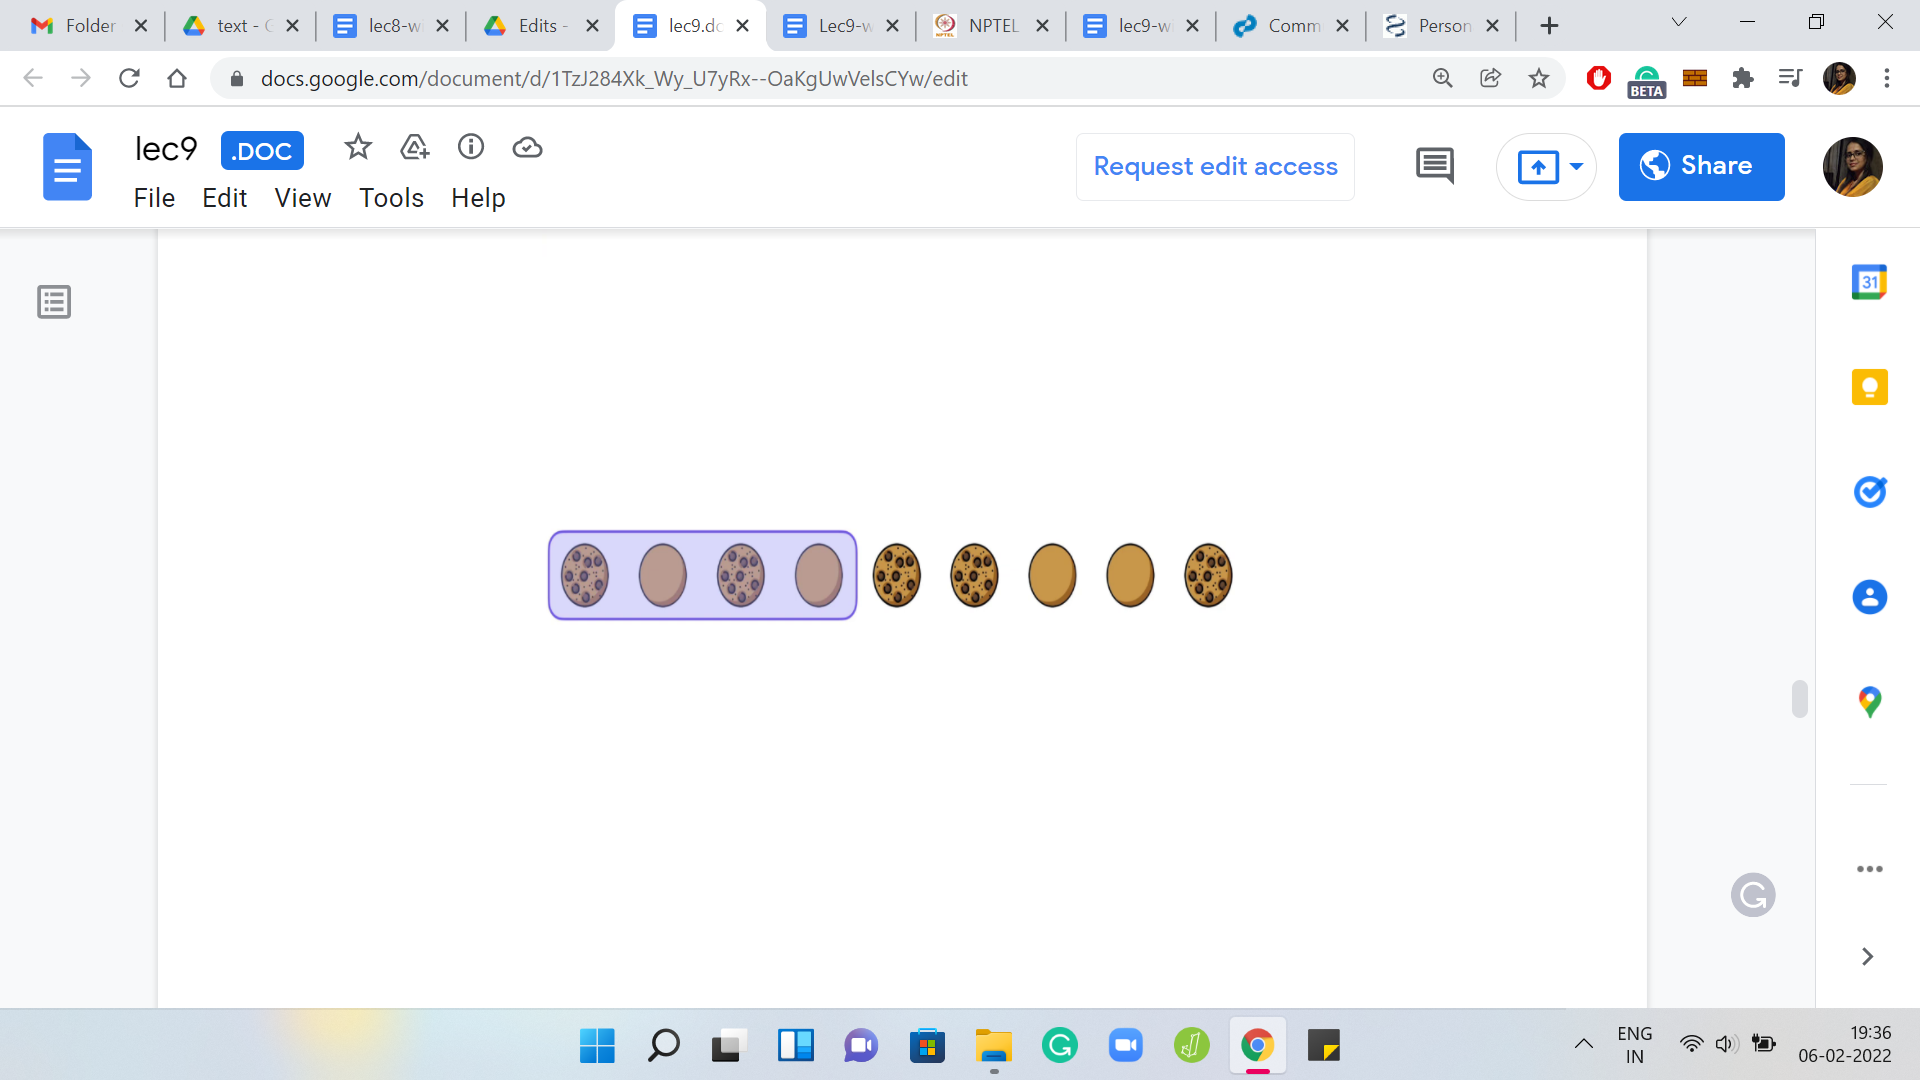 Folder
text - G
lec8-w
Edits -
lec9.dc
Lec9-w
NPTEL
lec9-w
Comm
Person
docs.google.com/document/d/1TzJ284Xk_Wy_U7yRx--OaKgUwVelsCYw/edit
BETA
lec9
.DOC
File Edit View Tools Help
Request edit access
Share
31
ENG
IN
19:36
06-02-2022